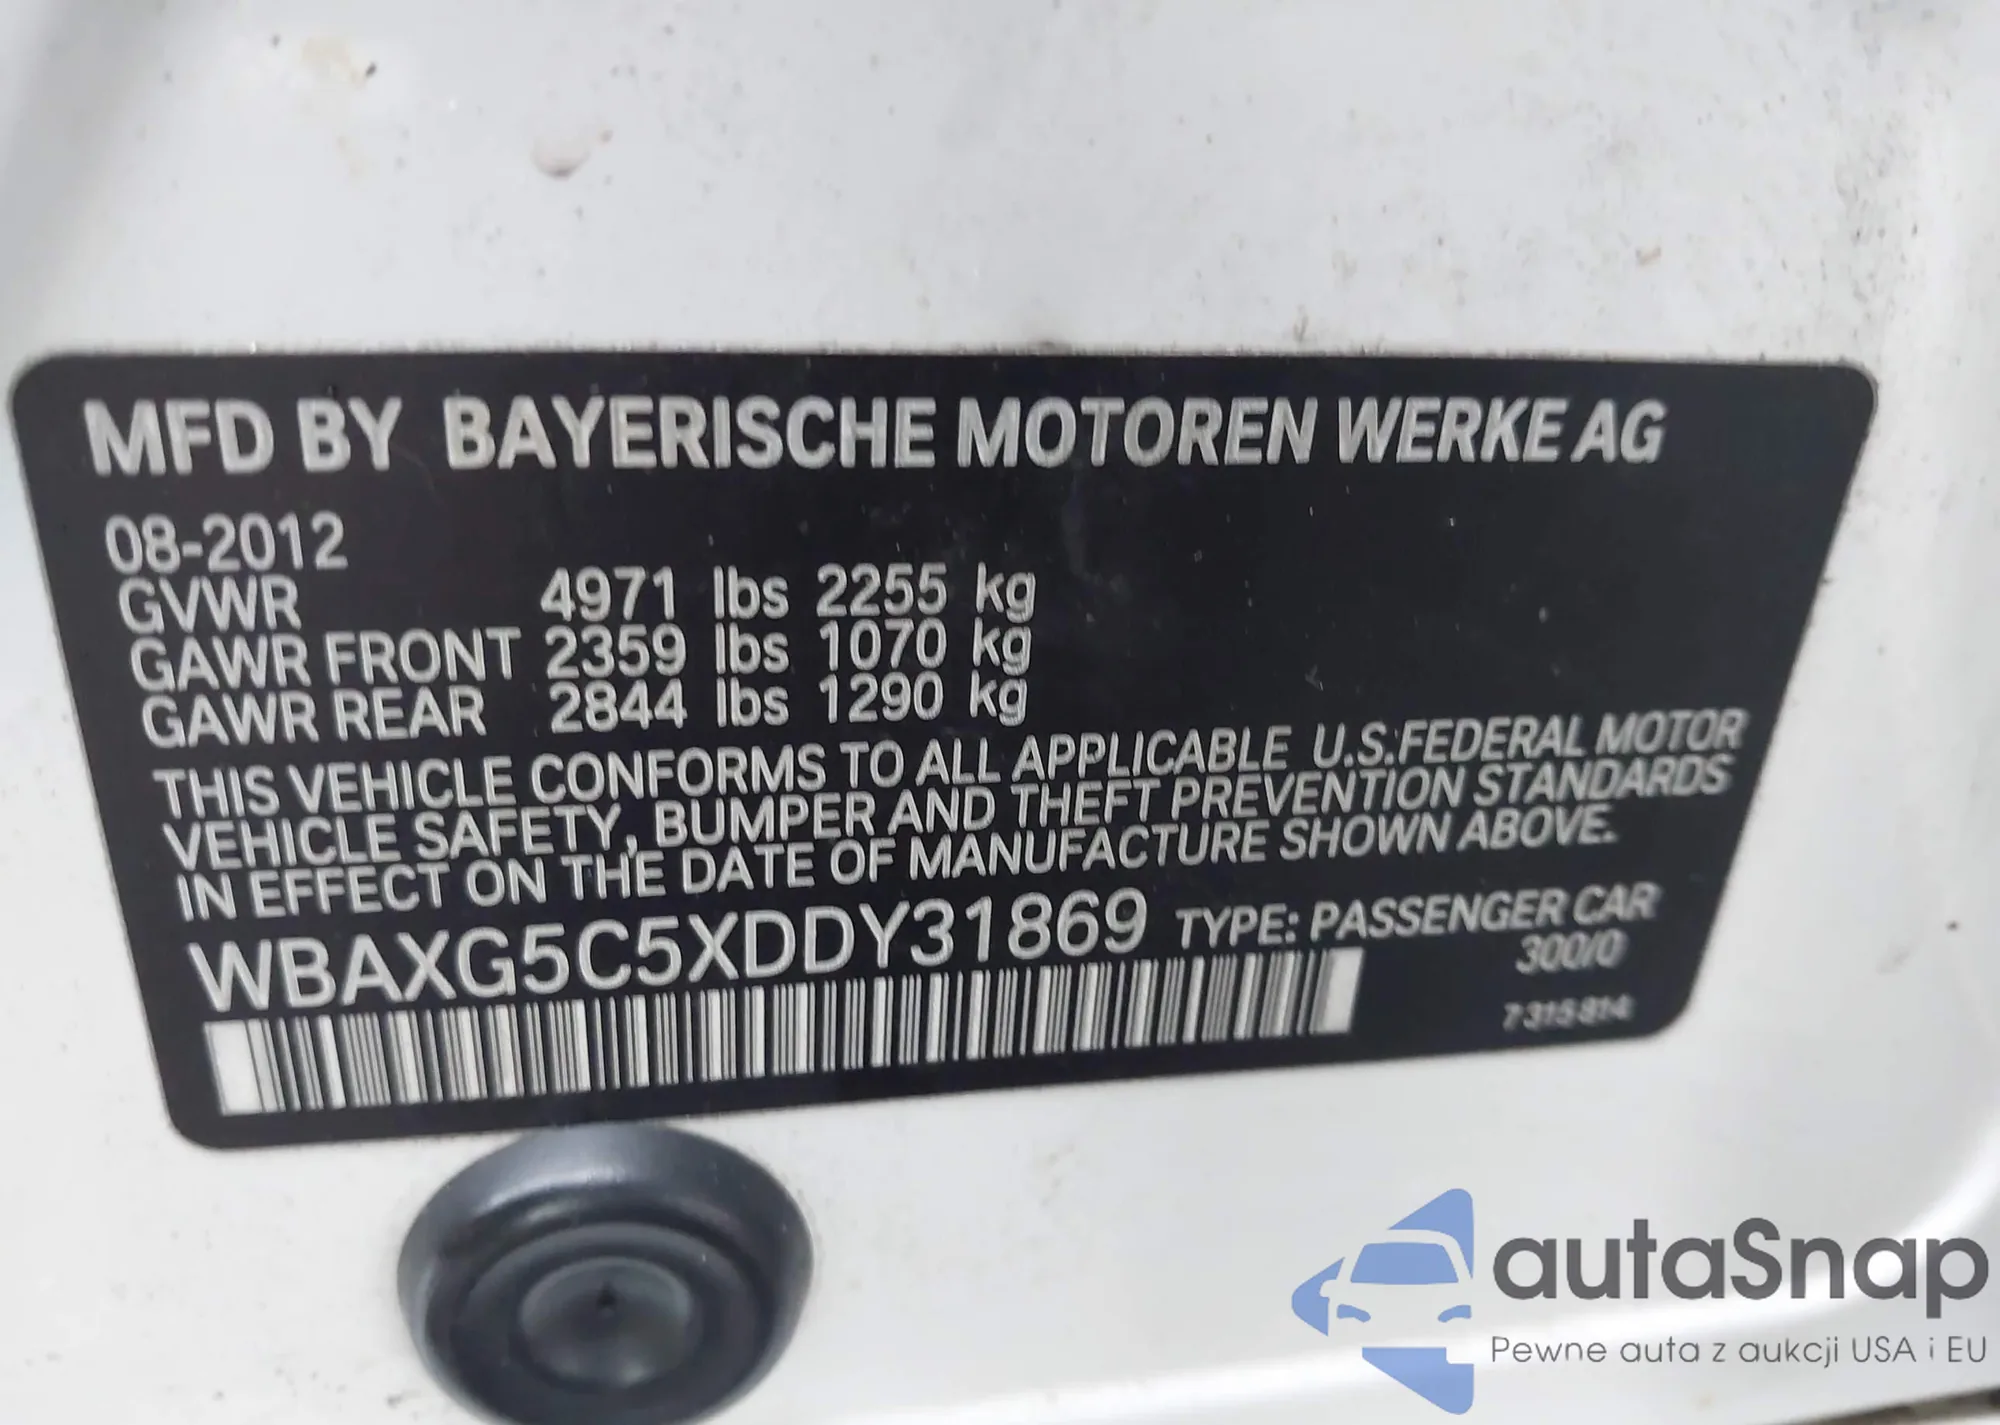 MFD BY BAYERISCHE MOTOREN WERKE AG
08-2012
GVWR 4971 lbs 2255 kg
GAWR FRONT 2359 lbs 1070 kg
GAWR REAR 2844 lbs 1290 kg
THIS VEHICLE CONFORMS TO ALL APPLICABLE U.S.FEDERAL MOTOR
VEHICLE SAFETY, BUMPER AND THEFT PREVENTION STANDARDS
IN EFFECT ON THE DATE OF MANUFACTURE SHOWN ABOVE.
WBAXG5C5XDDY31869 TYPE: PASSENGER CAR
300/0
7 315 814
autaSnap
Pewne auta z aukcji USA i EU